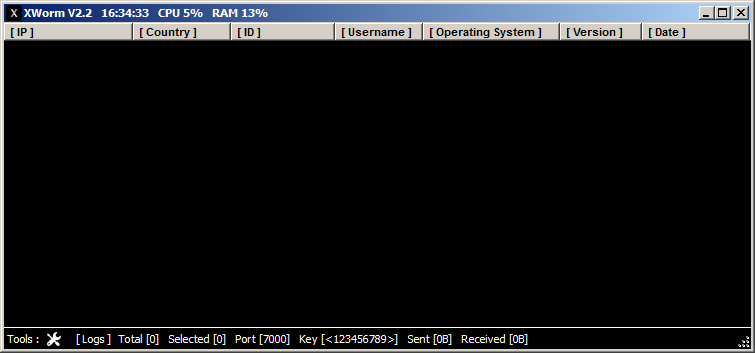 X XWorm V2.2 16:34:33 CPU 5% RAM 13%
[ IP ] [ Country ] [ ID ] [ Username ] [ Operating System ] [ Version ] [ Date ]
Tools : [ Logs ] Total [0] Selected [0] Port [7000] Key [<123456789>] Sent [0B] Received [0B]